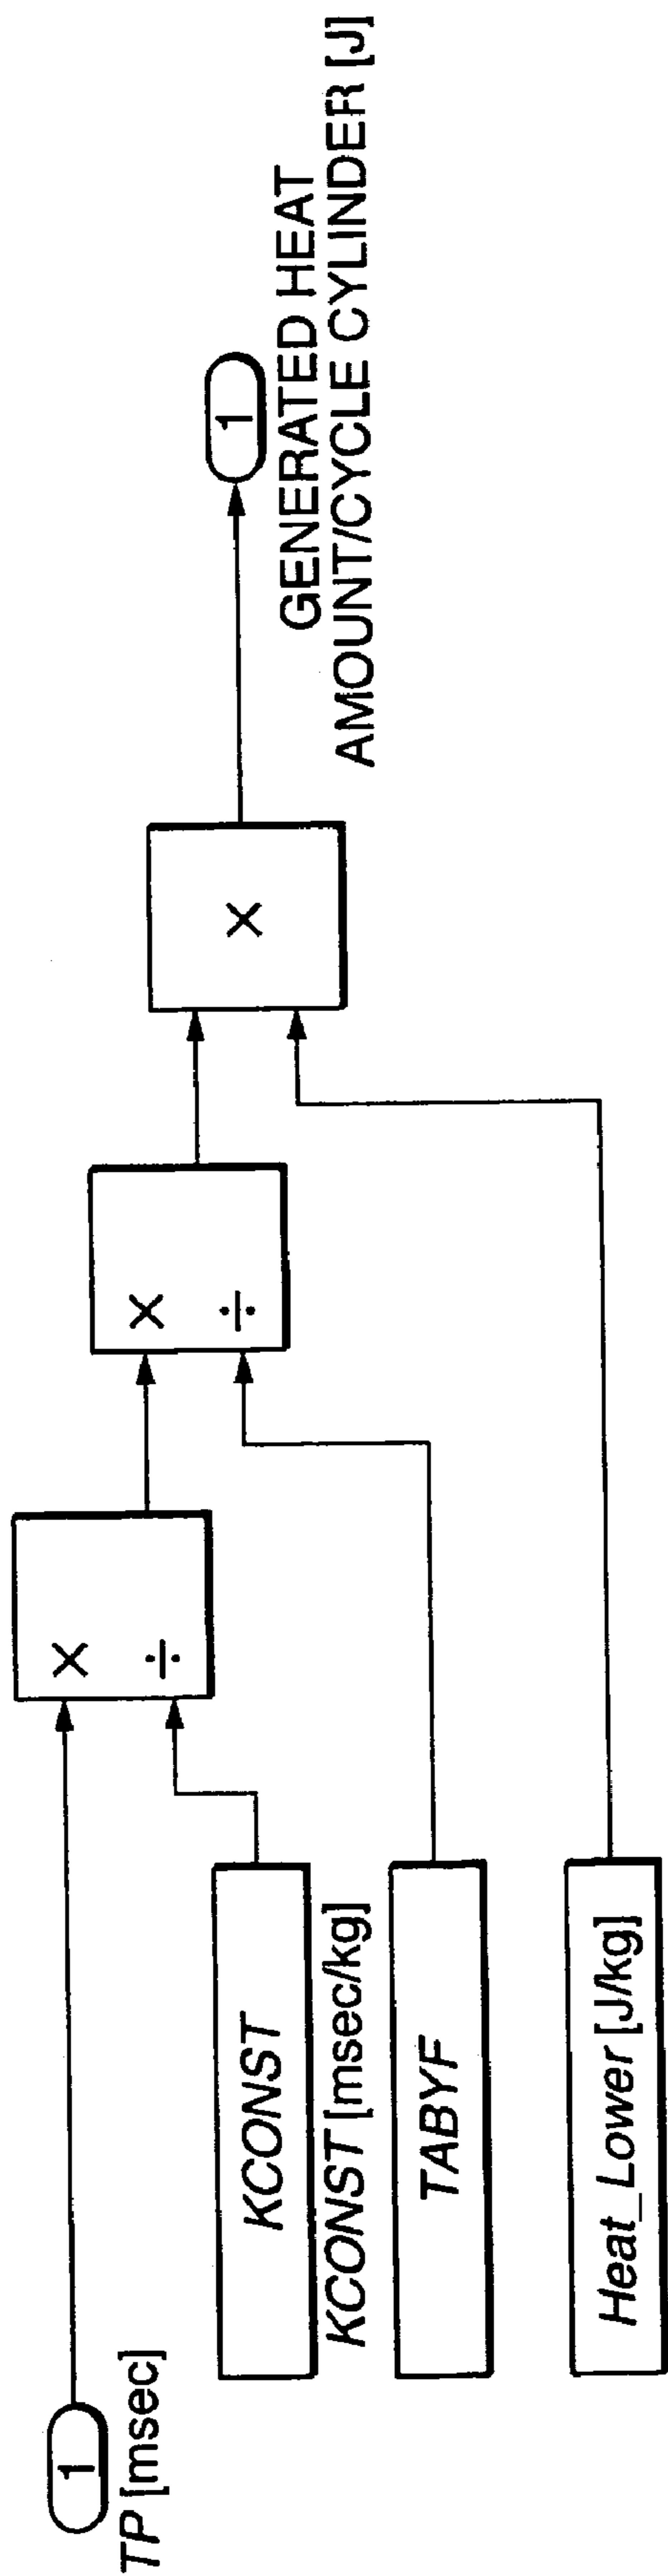 1
TP [msec]
×
÷
KCONST
KCONST [msec/kg]
×
÷
TABYF
×
Heat_Lower [J/kg]
1
GENERATED HEAT
AMOUNT/CYCLE CYLINDER [J]